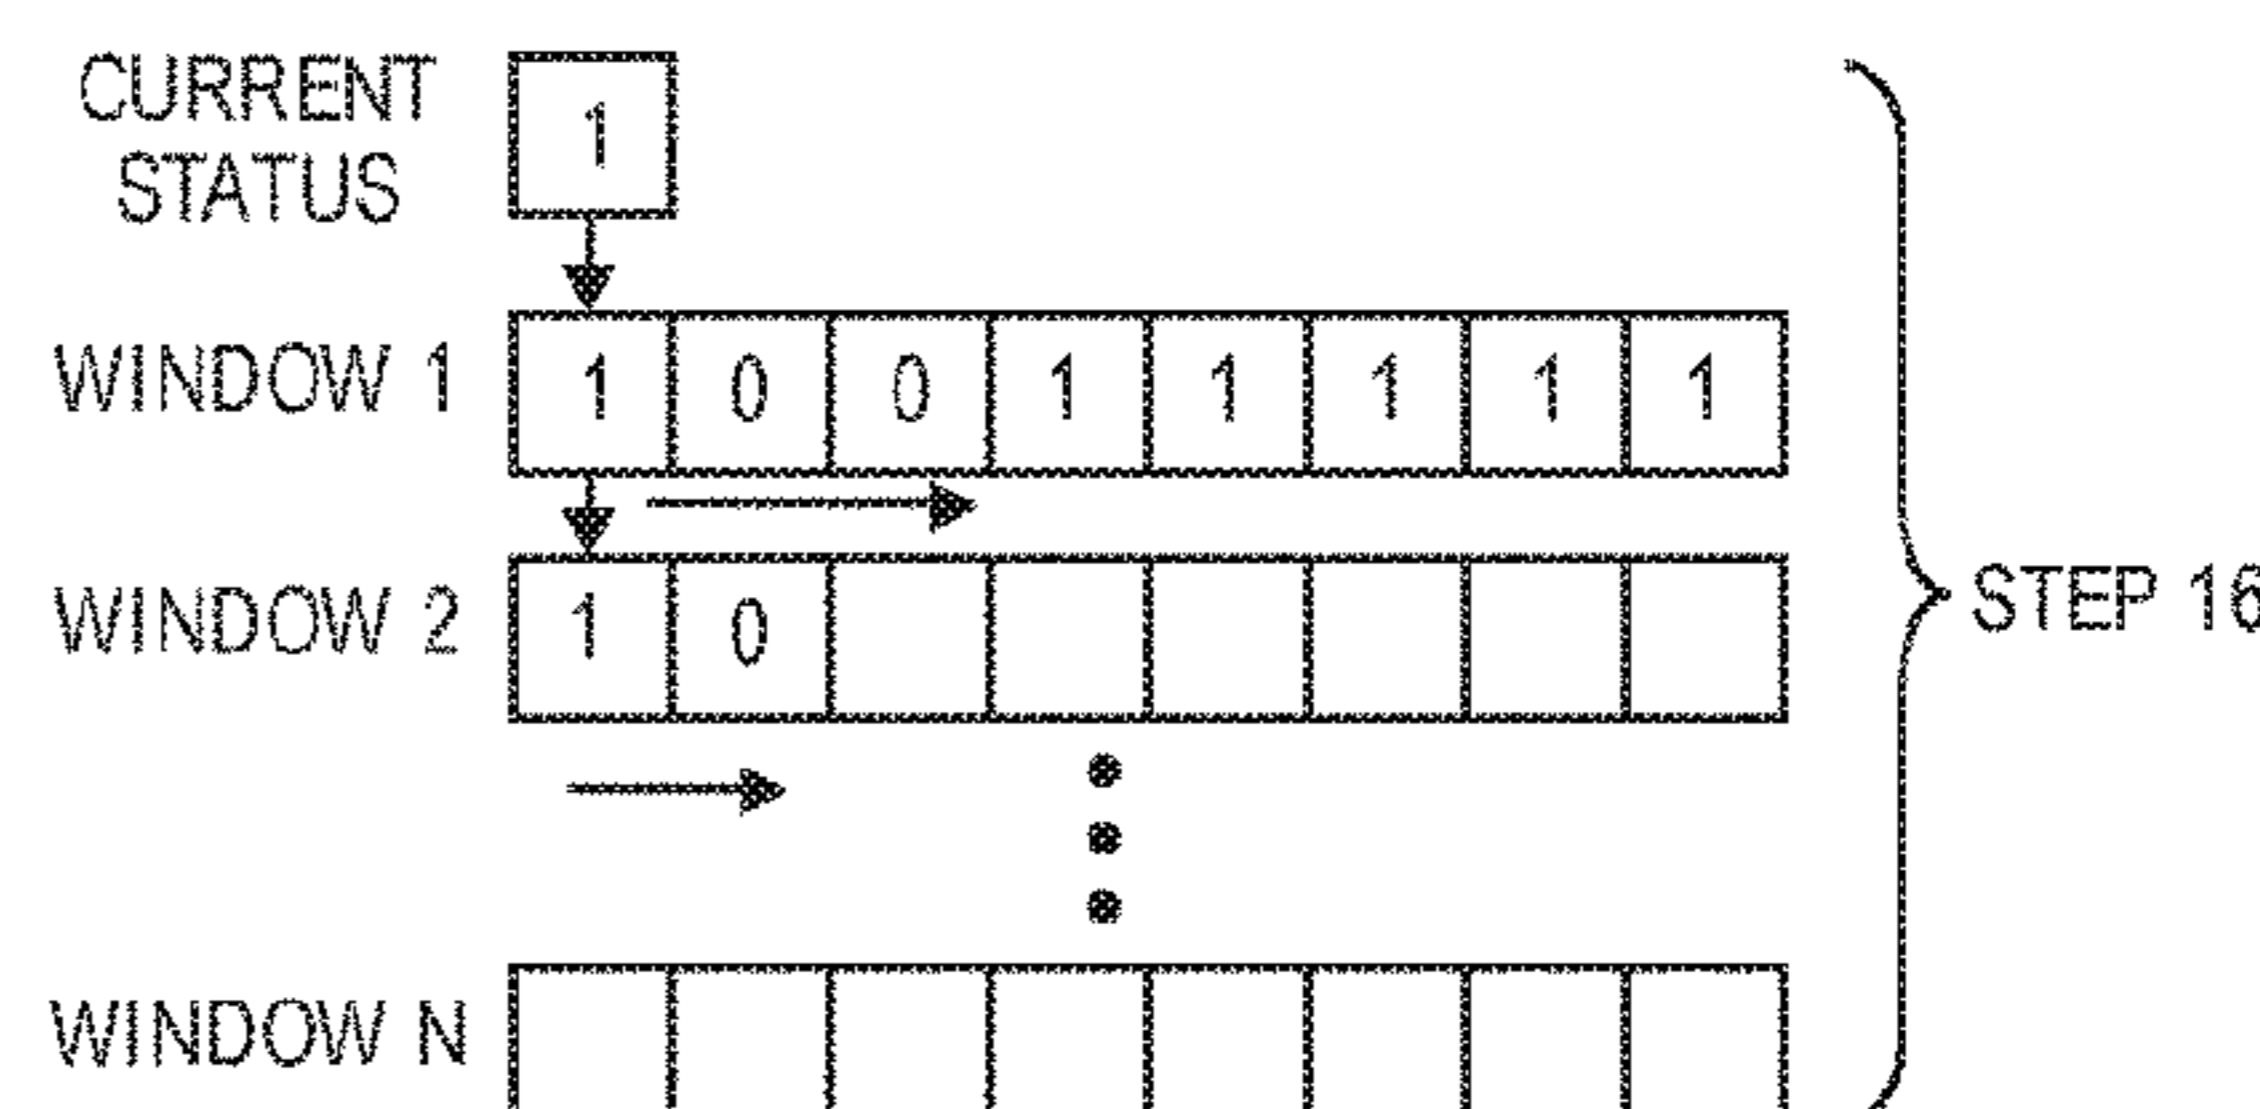 CURRENT
STATUS
1
WINDOW 1
1 0 0 1 1 1 1 1
WINDOW 2
1 0
STEP 16
WINDOW N